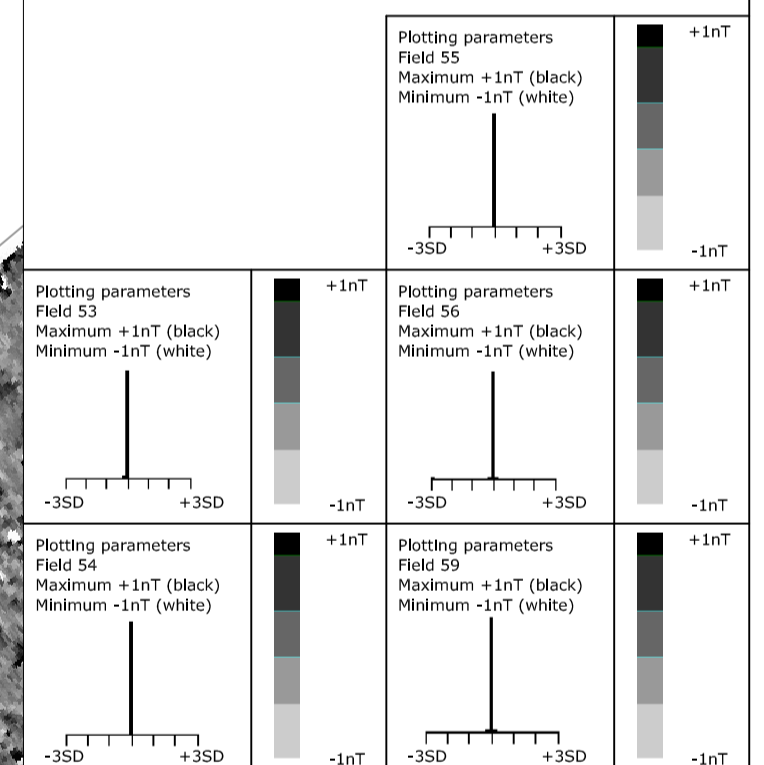 Plotting parameters
Field 55
Maximum +1nT (black)
Minimum -1nT (white)
-3SD
+3SD
+1nT
-1nT
Plotting parameters
Field 53
Maximum +1nT (black)
Minimum -1nT (white)
-3SD
+3SD
+1nT
-1nT
Plotting parameters
Field 56
Maximum +1nT (black)
Minimum -1nT (white)
-3SD
+3SD
+1nT
-1nT
Plotting parameters
Field 54
Maximum +1nT (black)
Minimum -1nT (white)
-3SD
+3SD
+1nT
-1nT
Plotting parameters
Field 59
Maximum +1nT (black)
Minimum -1nT (white)
-3SD
+3SD
+1nT
-1nT